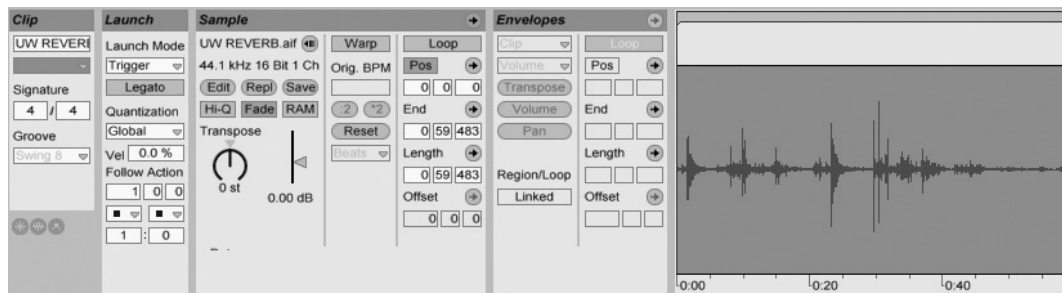 Clip
UW REVERB
Signature
4 / 4
Groove
Swing 8
Launch
Launch Mode
Trigger
Legato
Quantization
Global
Vel 0.0 %
Follow Action
1 0 0
1 : 0
Sample
UW REVERB.aif
44.1 kHz 16 Bit 1 Ch
Edit Repl Save
Hi-Q Fade RAM
Transpose
0 st
0.00 dB
Warp
Orig. BPM
:2 *2
Reset
Beats
Loop
Pos
0 0 0
End
0 59 483
Length
0 59 483
Offset
0 0 0
Envelopes
Clip
Volume
Transpose
Volume
Pan
Region/Loop
Linked
Loop
Pos
End
Length
Offset
0:00 0:20 0:40